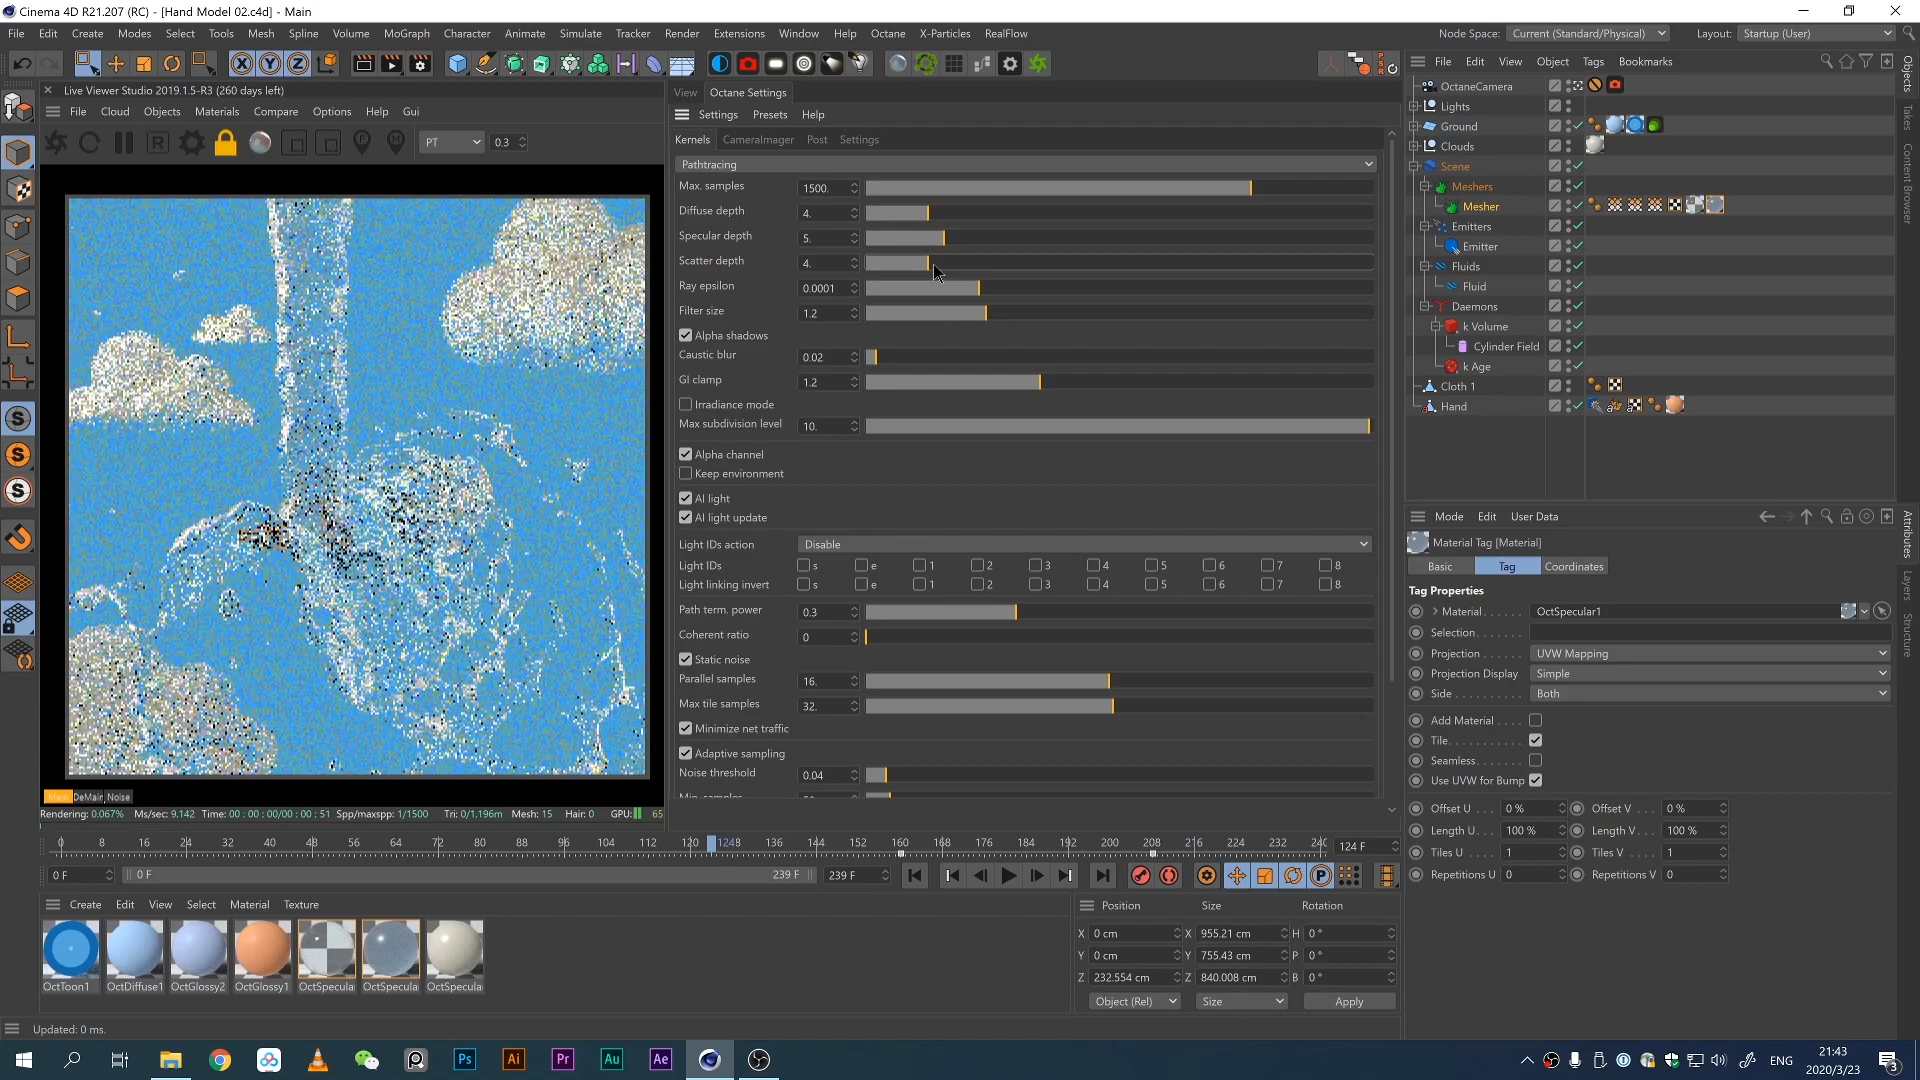 Cinema 4D R21.207 (RC) - [Hand Model 02.c4d] - Main
File Edit Create Modes Select Tools Mesh Spline Volume MoGraph Character Animate Simulate Tracker Render Extensions Window Help Octane X-Particles RealFlow
Node Space: Current (Standard/Physical) Layout: Startup (User)
Live Viewer Studio 2019.1.5-R3 (260 days left)
File Cloud Objects Materials Compare Options Help Gui
PT 0.3
View Octane Settings
Settings Presets Help
Kernels CameraImager Post Settings
Pathtracing
Max. samples 1500.
Diffuse depth 4.
Specular depth 5.
Scatter depth 4.
Ray epsilon 0.0001
Filter size 1.2
Alpha shadows
Caustic blur 0.02
GI clamp 1.2
Irradiance mode
Max subdivision level 10.
Alpha channel
Keep environment
AI light
AI light update
Light IDs action Disable
Light IDs s e 1 2 3 4 5 6 7 8
Light linking invert s e 1 2 3 4 5 6 7 8
Path term. power 0.3
Coherent ratio 0
Static noise
Parallel samples 16.
Max tile samples 32.
Minimize net traffic
Adaptive sampling
Noise threshold 0.04
Min. samples
File Edit View Object Tags Bookmarks
OctaneCamera
Lights
Ground
Clouds
Scene
Meshers
Mesher
Emitters
Emitter
Fluids
Fluid
Daemons
k Volume
Cylinder Field
k Age
Cloth 1
Hand
Objects
Takes
Content Browser
Mode Edit User Data
Material Tag [Material]
Basic Tag Coordinates
Tag Properties
Material . . . . . . OctSpecular1
Selection. . . . . .
Projection . . . . . . UVW Mapping
Projection Display Simple
Side . . . . . . . . . Both
Add Material . . . .
Tile. . . . . . . . . .
Seamless. . . . . .
Use UVW for Bump
Offset U . . 0 % Offset V . . 0 %
Length U. . . 100 % Length V. . . 100 %
Tiles U . . . 1 Tiles V . . . 1
Repetitions U 0 Repetitions V 0
Attributes
Layers
Structure
Main DeMain Noise
Rendering: 0.067% Ms/sec: 9.142 Time: 00 : 00 : 00/00 : 00 : 51 Spp/maxspp: 1/1500 Tri: 0/1.196m Mesh: 15 Hair: 0 GPU: 65
0 8 16 24 32 40 48 56 64 72 80 88 96 104 112 120 1248 136 144 152 160 168 176 184 192 200 208 216 224 232 240 124 F
0 F 0 F 239 F 239 F
Create Edit View Select Material Texture
OctToon1 OctDiffuse1 OctGlossy2 OctGlossy1 OctSpecula OctSpecula OctSpecula
Position Size Rotation
X 0 cm X 955.21 cm H 0 °
Y 0 cm Y 755.43 cm P 0 °
Z 232.554 cm Z 840.008 cm B 0 °
Object (Rel) Size Apply
Updated: 0 ms.
Ps Ai Pr Au Ae
ENG
21:43
2020/3/23
3